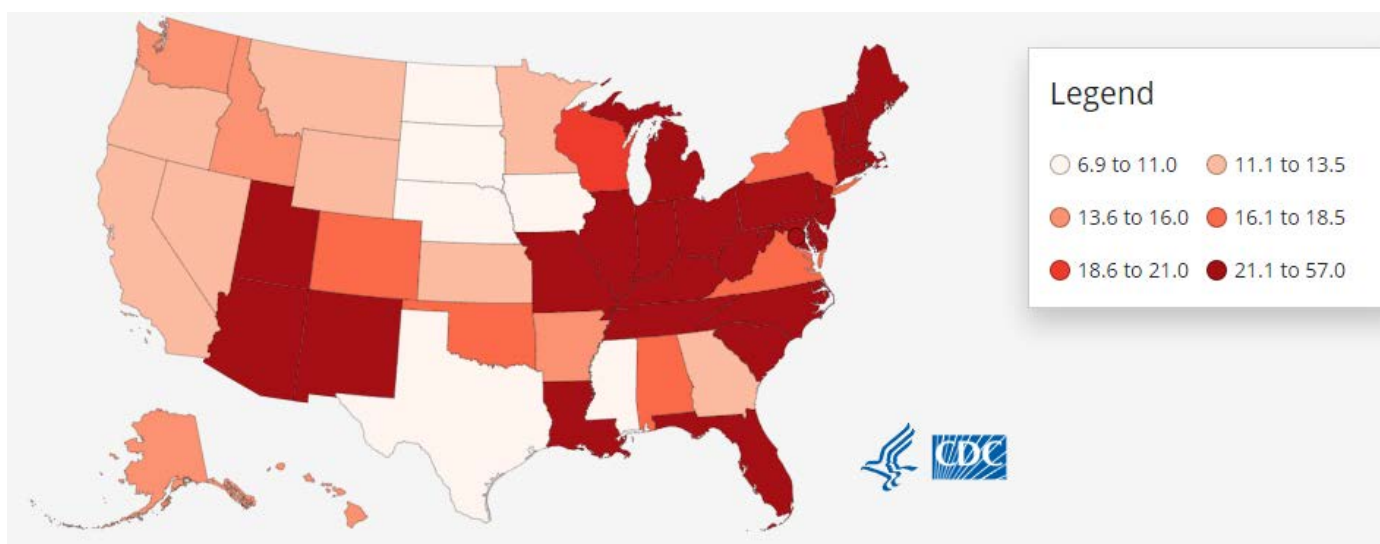 Legend
6.9 to 11.0 11.1 to 13.5
13.6 to 16.0 16.1 to 18.5
18.6 to 21.0 21.1 to 57.0
CDC